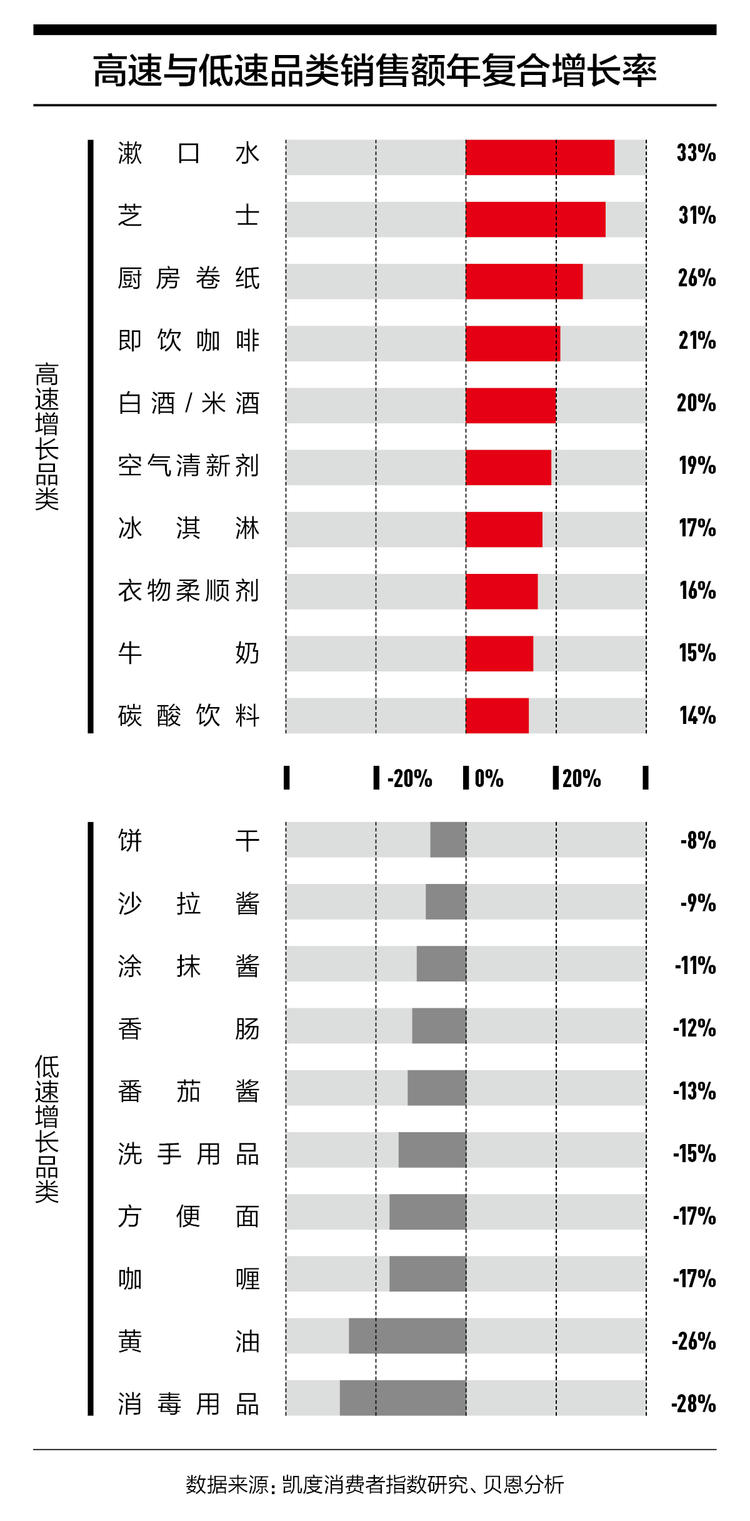 高速与低速品类销售额年复合增长率
高速增长品类
漱口水 33%
芝士 31%
厨房卷纸 26%
即饮咖啡 21%
白酒/米酒 20%
空气清新剂 19%
冰淇淋 17%
衣物柔顺剂 16%
牛奶 15%
碳酸饮料 14%
-20% 0% 20%
低速增长品类
饼干 -8%
沙拉酱 -9%
涂抹酱 -11%
香肠 -12%
番茄酱 -13%
洗手用品 -15%
方便面 -17%
咖喱 -17%
黄油 -26%
消毒用品 -28%
数据来源：凯度消费者指数研究、贝恩分析